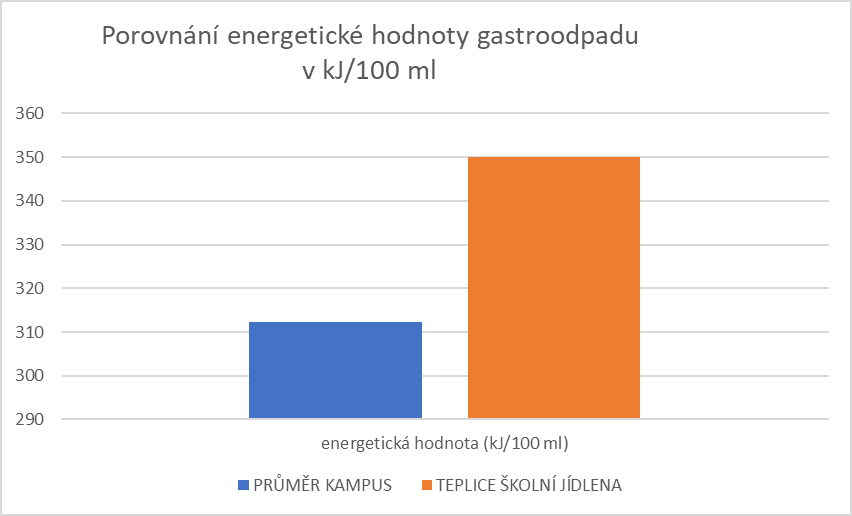 Porovnání energetické hodnoty gastroodpadu
v kJ/100 ml
360
350
340
330
320
310
300
290
energetická hodnota (kJ/100 ml)
PRŮMĚR KAMPUS TEPLICE ŠKOLNÍ JÍDLENA